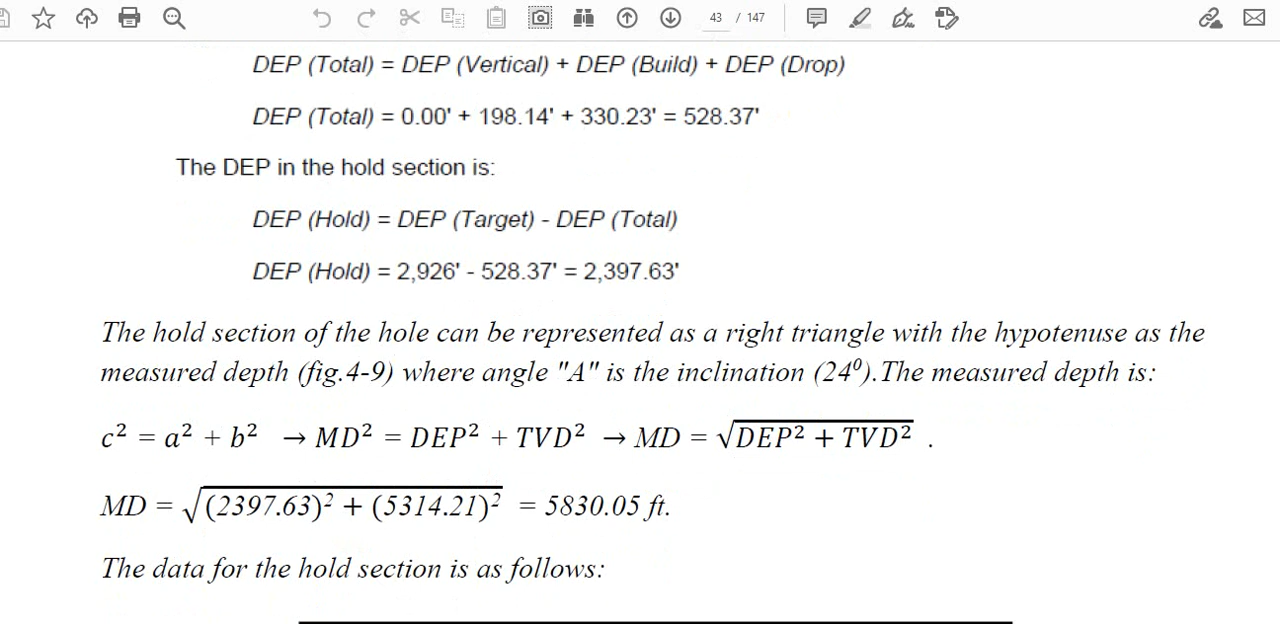 43 / 147
DEP (Total) = DEP (Vertical) + DEP (Build) + DEP (Drop)
DEP (Total) = 0.00' + 198.14' + 330.23' = 528.37'
The DEP in the hold section is:
DEP (Hold) = DEP (Target) - DEP (Total)
DEP (Hold) = 2,926' - 528.37' = 2,397.63'
The hold section of the hole can be represented as a right triangle with the hypotenuse as the
measured depth (fig.4-9) where angle "A" is the inclination (24⁰).The measured depth is:
c² = a² + b² → MD² = DEP² + TVD² → MD = √DEP² + TVD² .
MD = √(2397.63)² + (5314.21)² = 5830.05 ft.
The data for the hold section is as follows: